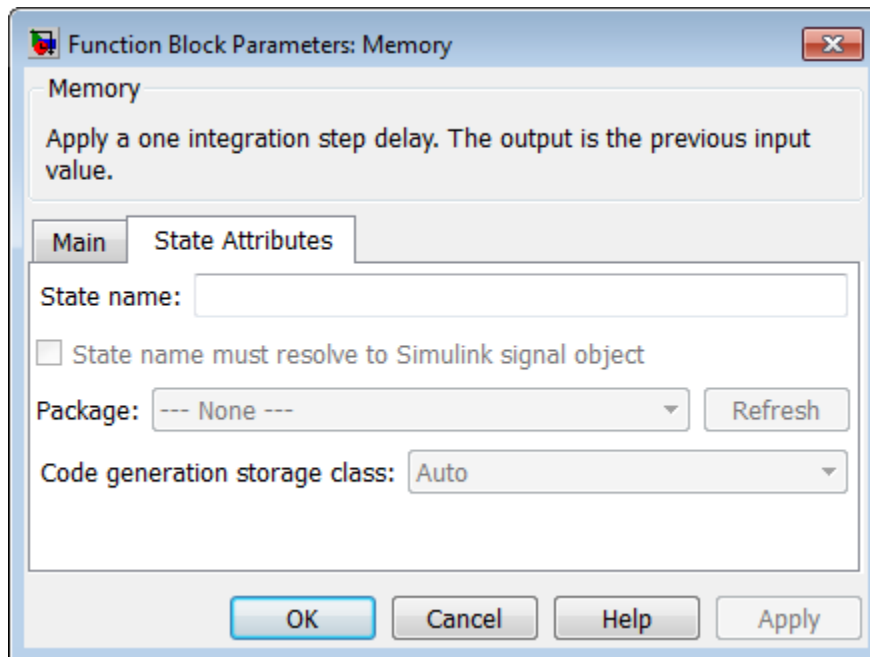 Function Block Parameters: Memory
Memory
Apply a one integration step delay. The output is the previous input
value.
Main State Attributes
State name:
State name must resolve to Simulink signal object
Package: --- None --- Refresh
Code generation storage class: Auto
OK Cancel Help Apply